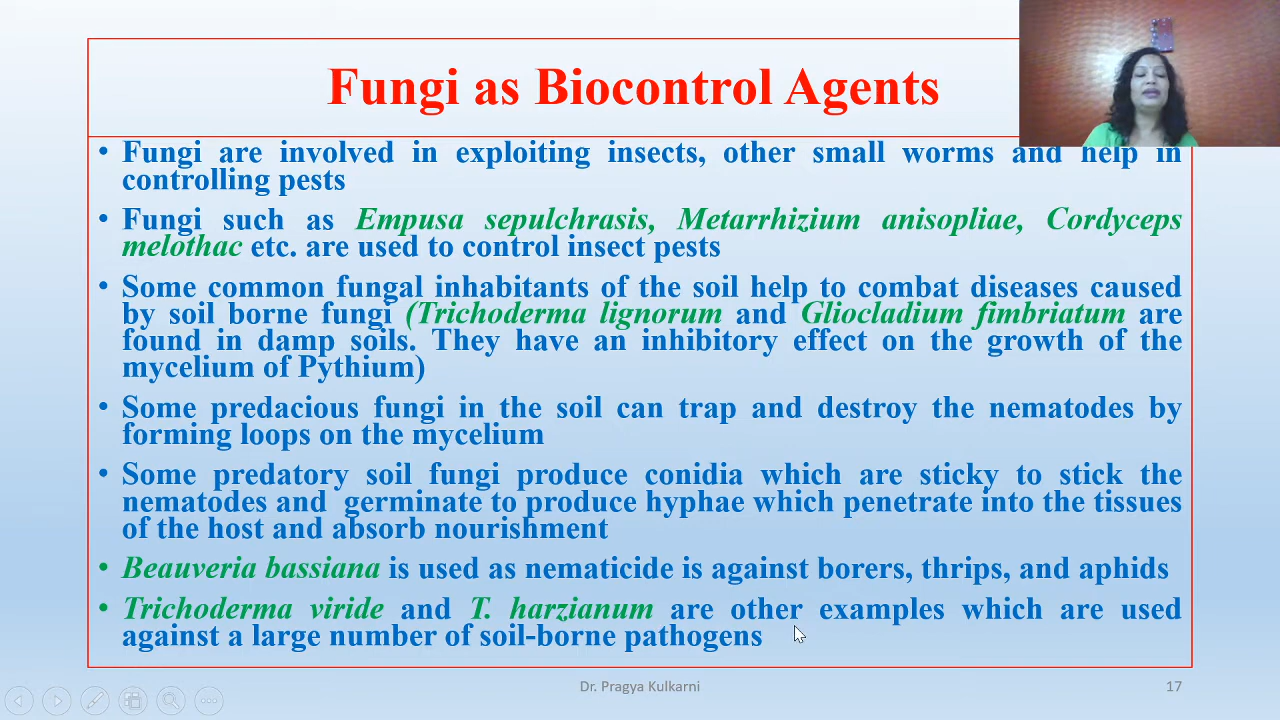 Fungi as Biocontrol Agents
• Fungi are involved in exploiting insects, other small worms and help in
controlling pests
• Fungi such as Empusa sepulchrasis, Metarrhizium anisopliae, Cordyceps
melothac etc. are used to control insect pests
• Some common fungal inhabitants of the soil help to combat diseases caused
by soil borne fungi (Trichoderma lignorum and Gliocladium fimbriatum are
found in damp soils. They have an inhibitory effect on the growth of the
mycelium of Pythium)
• Some predacious fungi in the soil can trap and destroy the nematodes by
forming loops on the mycelium
• Some predatory soil fungi produce conidia which are sticky to stick the
nematodes and germinate to produce hyphae which penetrate into the tissues
of the host and absorb nourishment
• Beauveria bassiana is used as nematicide is against borers, thrips, and aphids
• Trichoderma viride and T. harzianum are other examples which are used
against a large number of soil-borne pathogens
Dr. Pragya Kulkarni
17